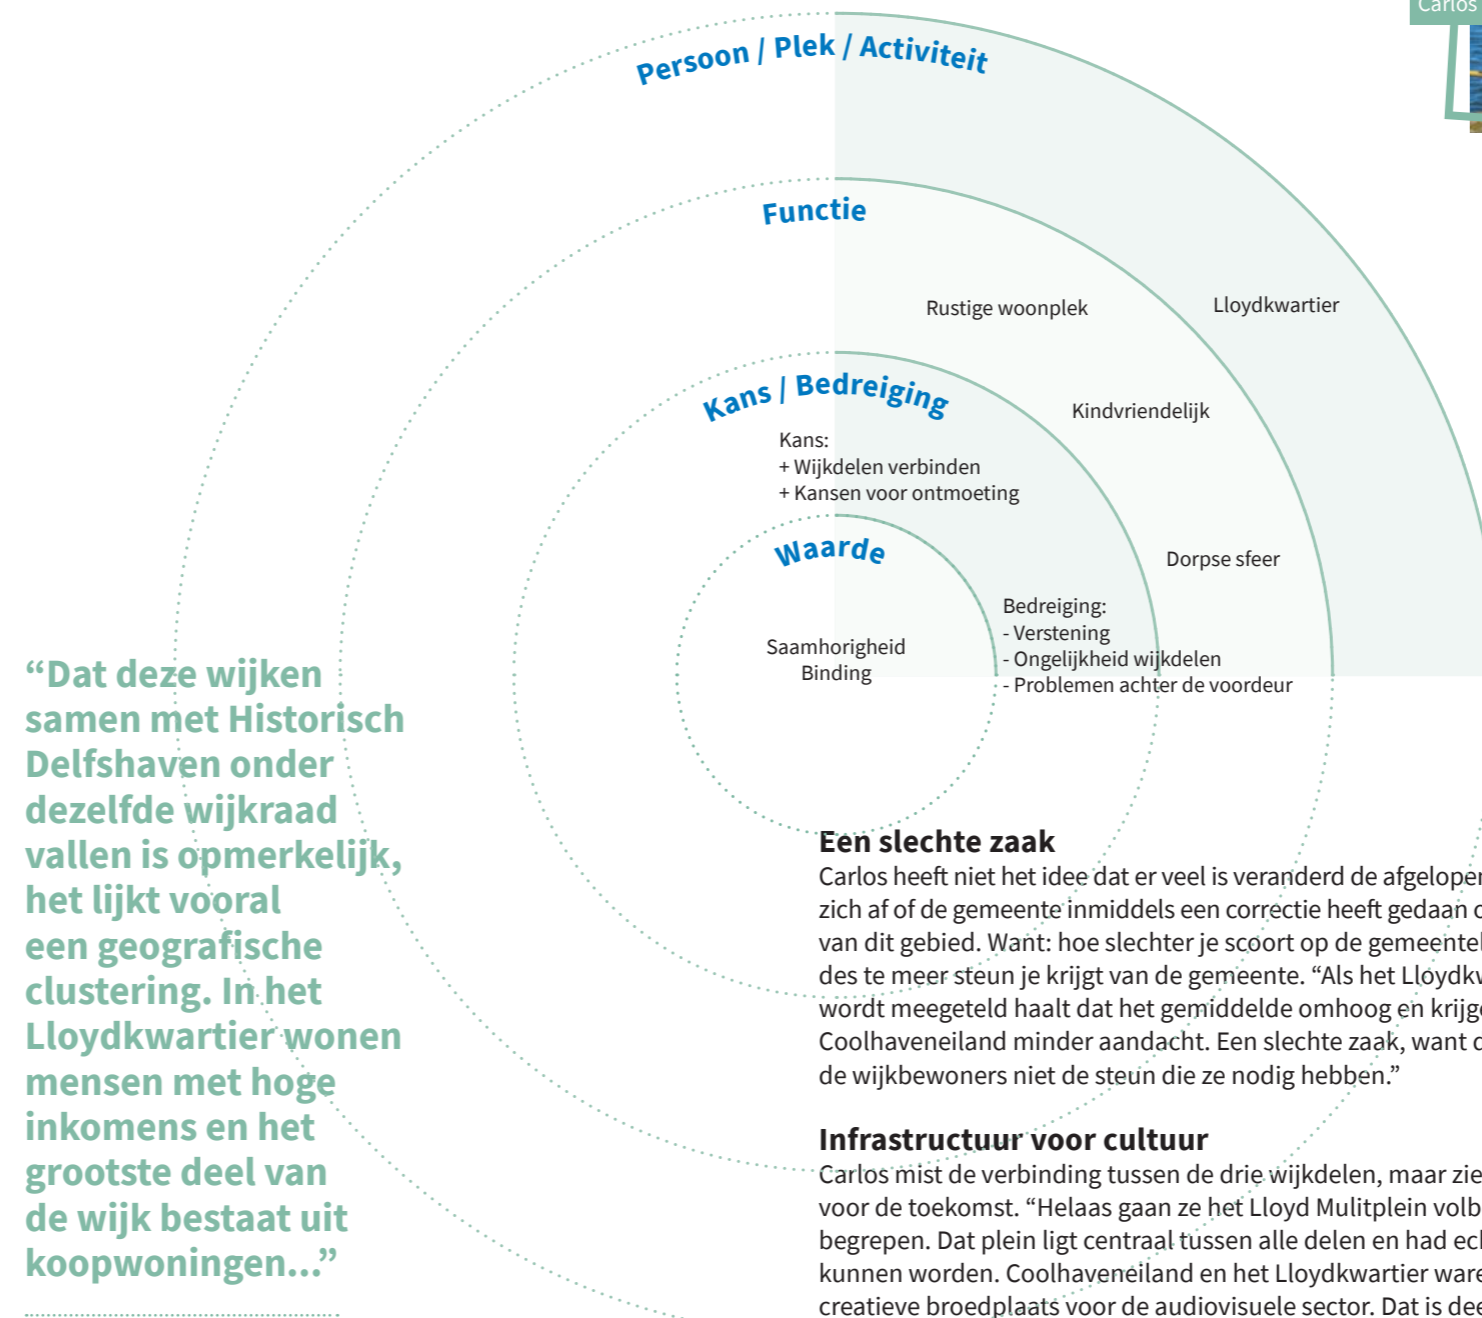 Carlos
Persoon / Plek / Activiteit
Functie
Rustige woonplek
Lloydkwartier
Kindvriendelijk
Dorpse sfeer
Kans / Bedreiging
Kans:
+ Wijkdelen verbinden
+ Kansen voor ontmoeting
Waarde
Saamhorigheid
Binding
Bedreiging:
- Verstening
- Ongelijkheid wijkdelen
- Problemen achter de voordeur
“Dat deze wijken
samen met Historisch
Delfshaven onder
dezelfde wijkraad
vallen is opmerkelijk,
het lijkt vooral
een geografische
clustering. In het
Lloydkwartier wonen
mensen met hoge
inkomens en het
grootste deel van
de wijk bestaat uit
koopwoningen...”
Een slechte zaak
Carlos heeft niet het idee dat er veel is veranderd de afgelopen
zich af of de gemeente inmiddels een correctie heeft gedaan
van dit gebied. Want: hoe slechter je scoort op de
des te meer steun je krijgt van de gemeente. “Als het
wordt meegeteld haalt dat het gemiddelde omhoog en
Coolhaveneiland minder aandacht. Een slechte zaak, want
de wijkbewoners niet de steun die ze nodig hebben.”
Infrastructuur voor cultuur
Carlos mist de verbinding tussen de drie wijkdelen, maar
voor de toekomst. “Helaas gaan ze het Lloyd Mulitplein
begrepen. Dat plein ligt centraal tussen alle delen en had
kunnen worden. Coolhaveneiland en het Lloydkwartier
creatieve broedplaats voor de audiovisuele sector. Dat is